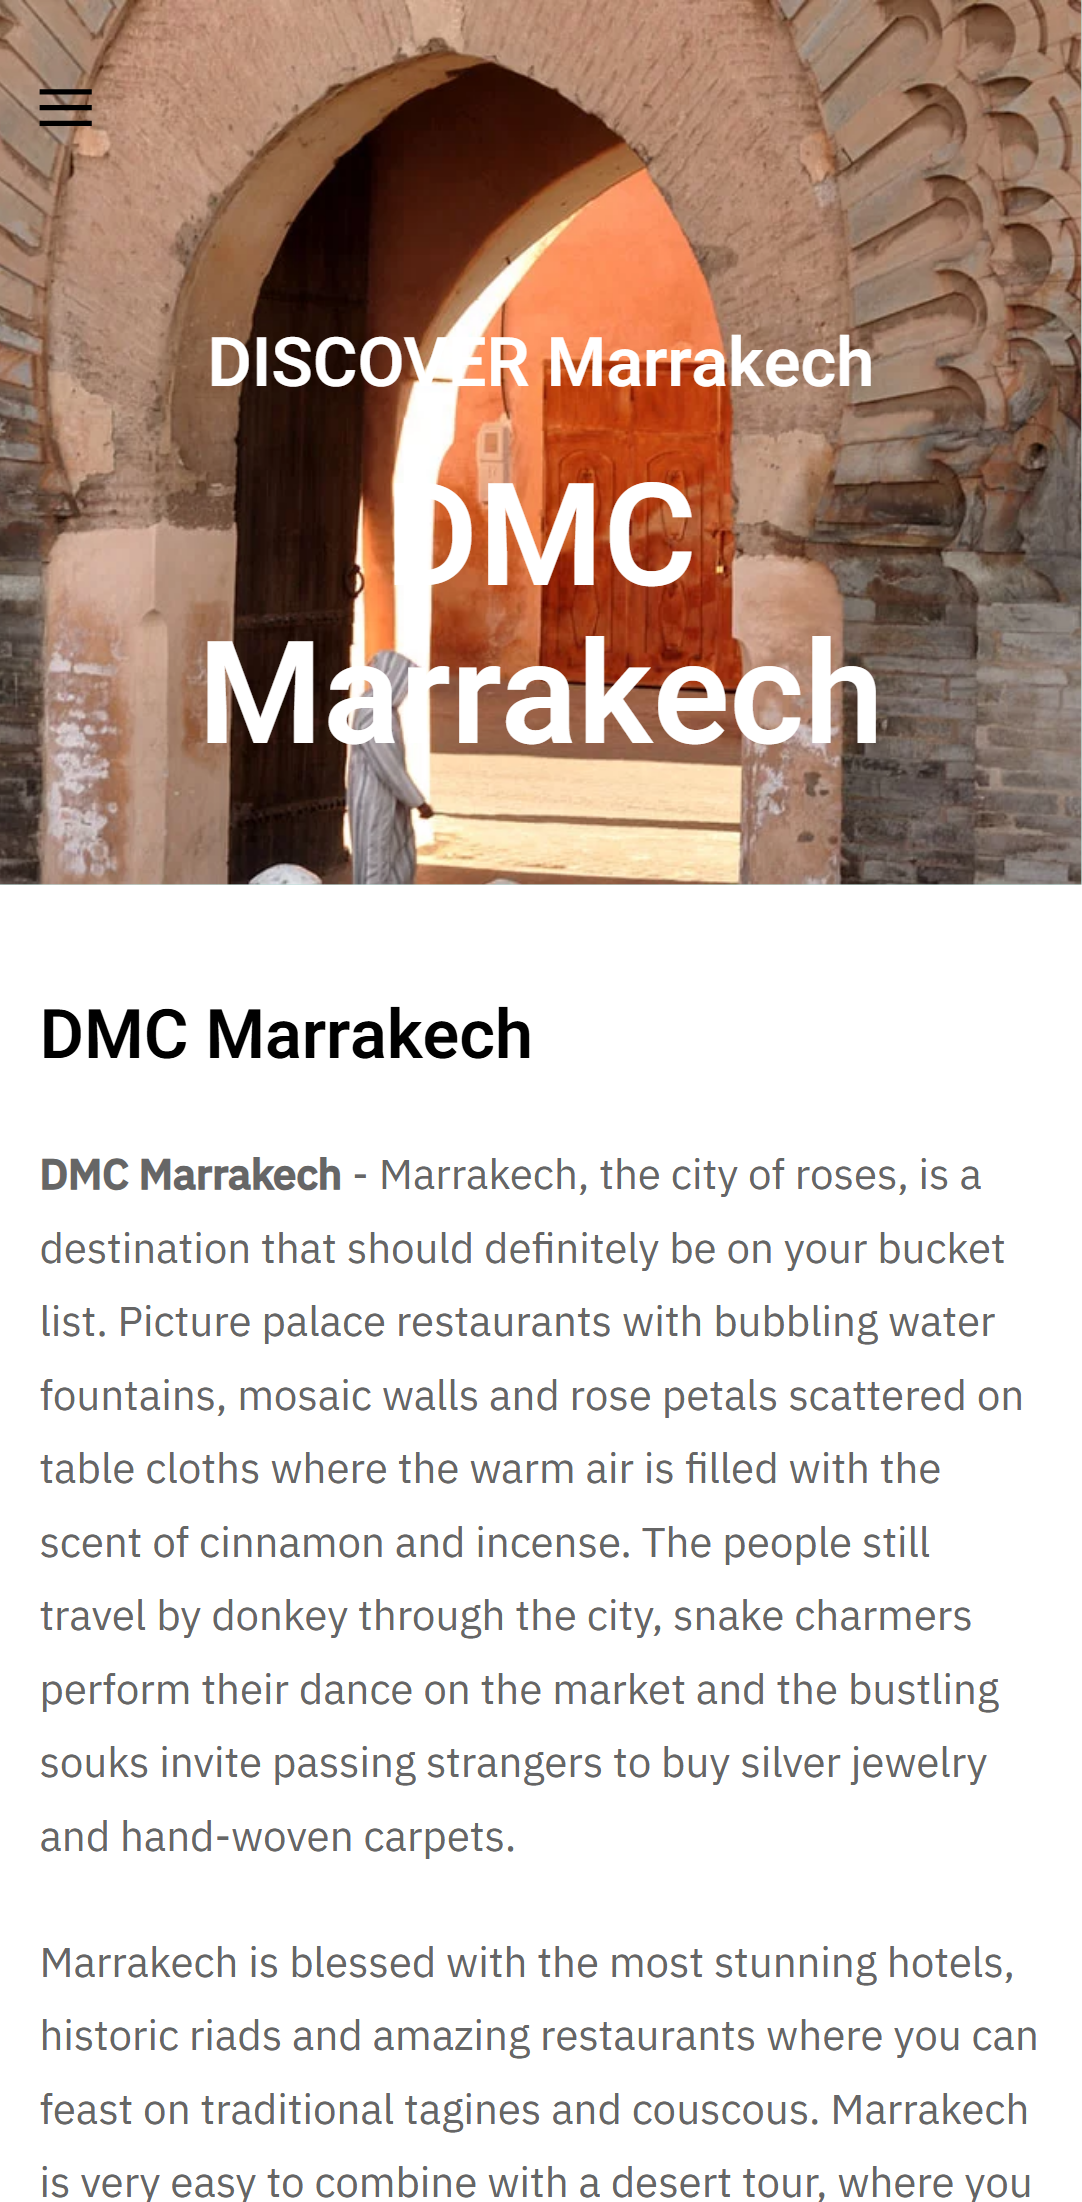 DISCOVER Marrakech
DMC
Marrakech
DMC Marrakech
DMC Marrakech - Marrakech, the city of roses, is a
destination that should definitely be on your bucket
list. Picture palace restaurants with bubbling water
fountains, mosaic walls and rose petals scattered on
table cloths where the warm air is filled with the
scent of cinnamon and incense. The people still
travel by donkey through the city, snake charmers
perform their dance on the market and the bustling
souks invite passing strangers to buy silver jewelry
and hand-woven carpets.
Marrakech is blessed with the most stunning hotels,
historic riads and amazing restaurants where you can
feast on traditional tagines and couscous. Marrakech
is very easy to combine with a desert tour, where you